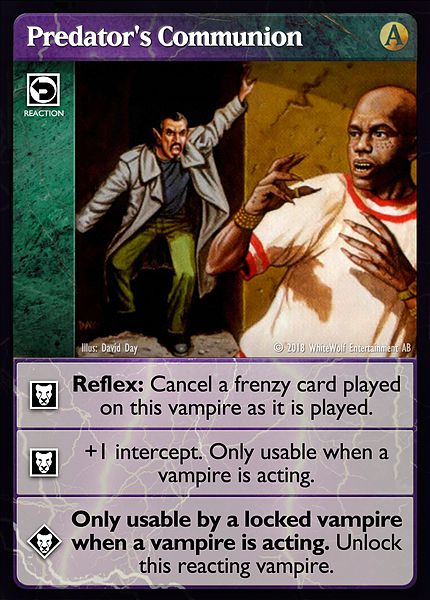 Predator's Communion
A
REACTION
Illus: David Day
© 2018 WhiteWolf Entertainment AB
Reflex: Cancel a frenzy card played
on this vampire as it is played.
+1 intercept. Only usable when a
vampire is acting.
Only usable by a locked vampire
when a vampire is acting. Unlock
this reacting vampire.